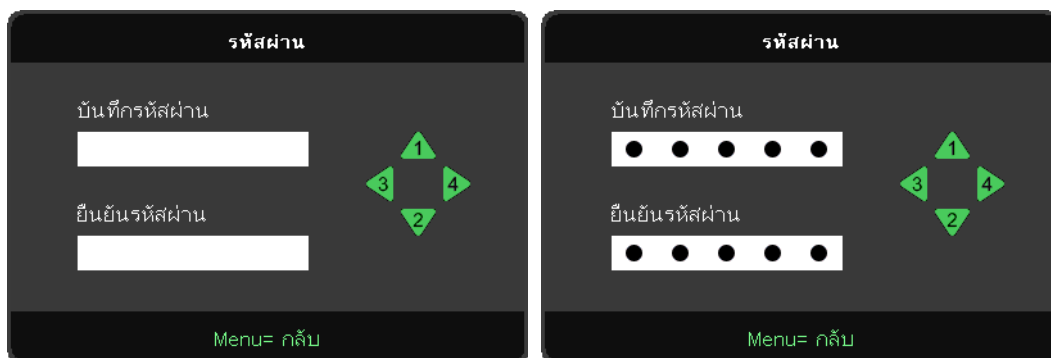 รหัสผ่าน
บันทึกรหัสผ่าน
1
3 4
ยืนยันรหัสผ่าน
2
Menu= กลับ
รหัสผ่าน
บันทึกรหัสผ่าน
1
3 4
ยืนยันรหัสผ่าน
2
Menu= กลับ